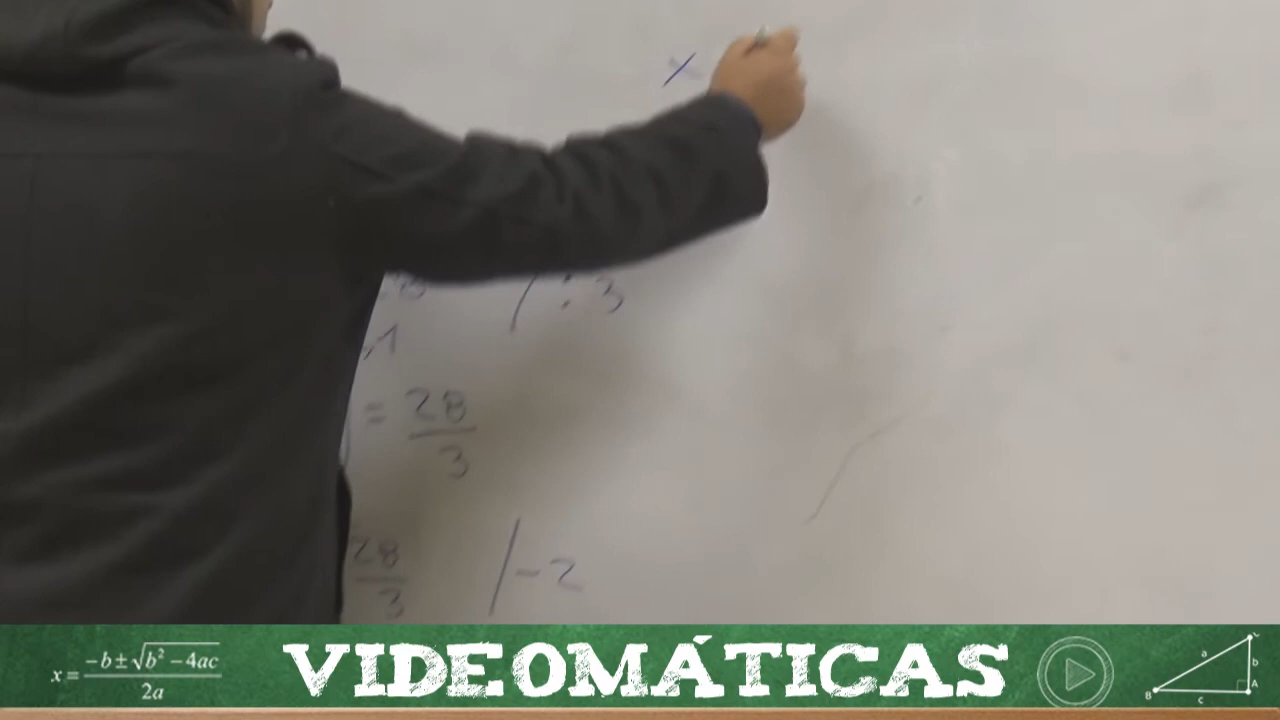 x
/ : 3
= 28/3
28/3 / -2
x = -b ± √b² - 4ac / 2a
VIDEOMÁTICAS
a
b
B
A
c